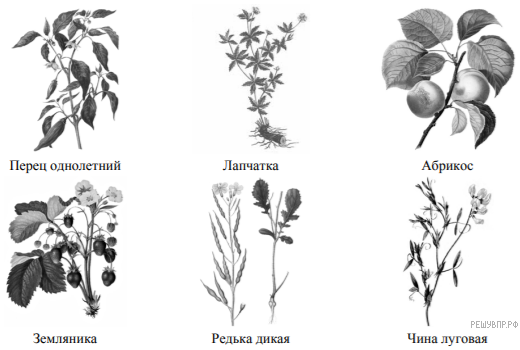 Перец однолетний
Лапчатка
Абрикос
Земляника
Редька дикая
Чина луговая
РЕШУВПР.РФ